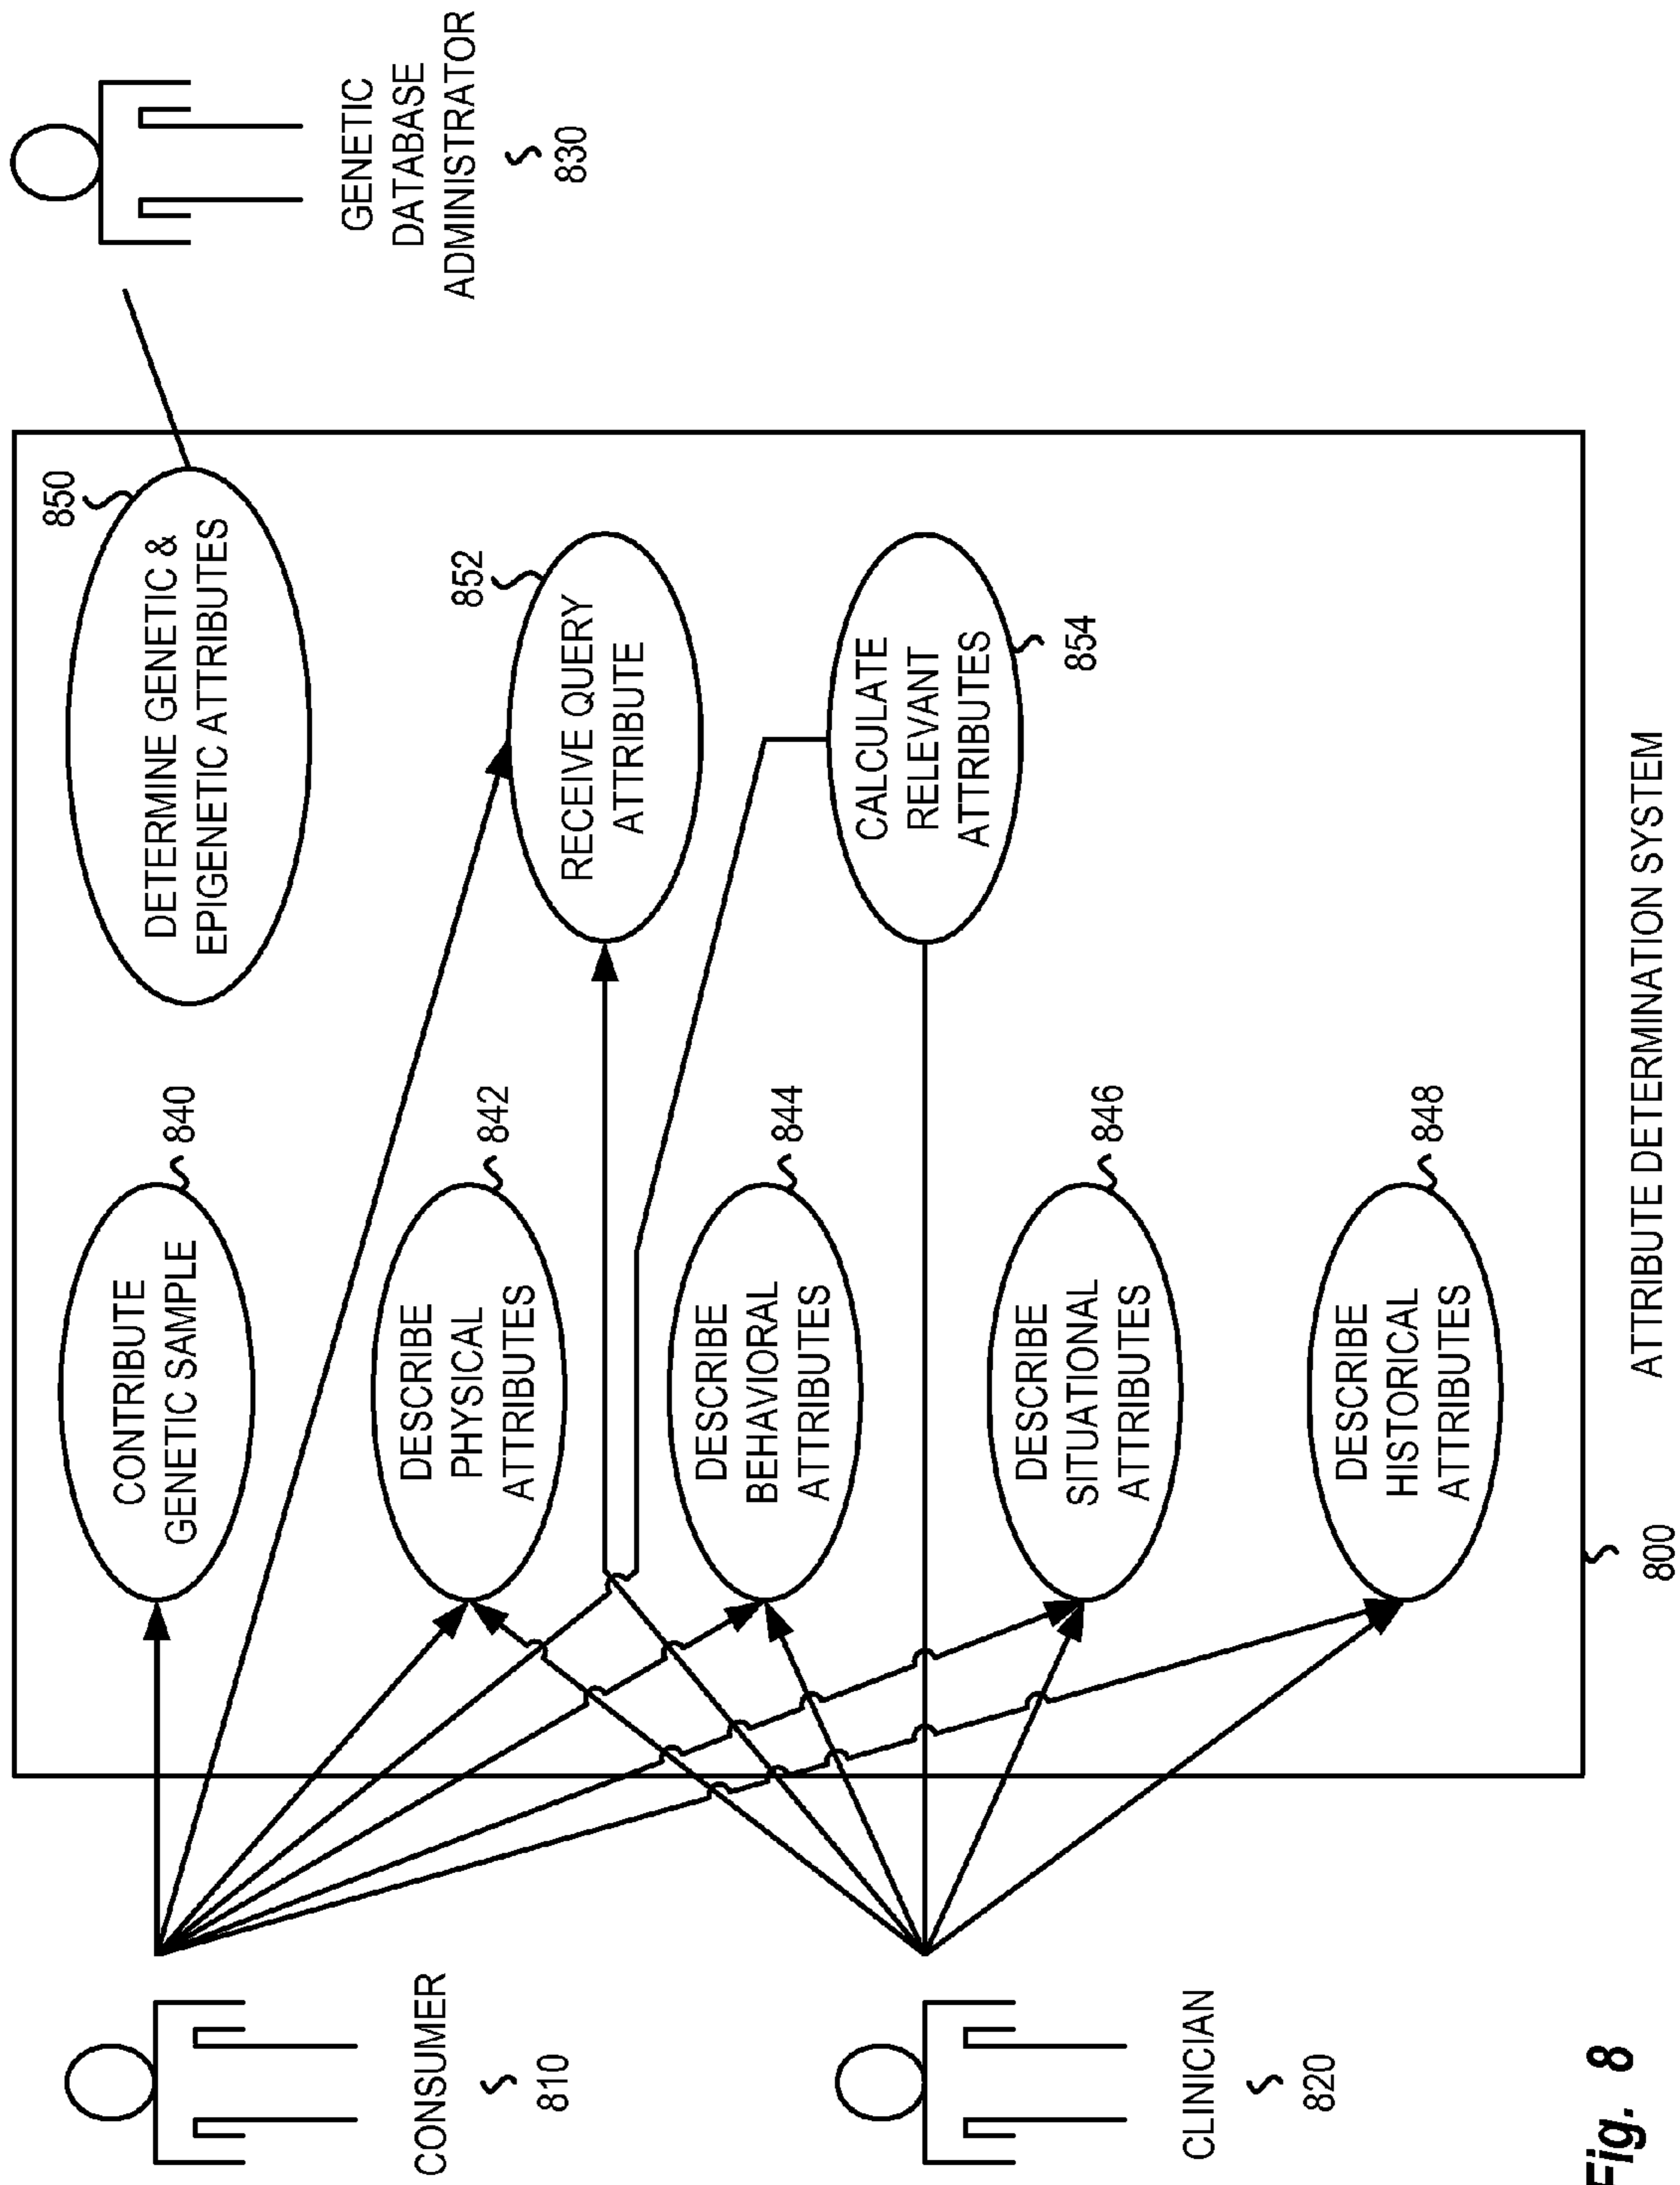 850
DETERMINE GENETIC &
EPIGENETIC ATTRIBUTES
GENETIC
DATABASE
ADMINISTRATOR
830
CONTRIBUTE
GENETIC SAMPLE
840
852
RECEIVE QUERY
ATTRIBUTE
CONSUMER
810
DESCRIBE
PHYSICAL
ATTRIBUTES
842
DESCRIBE
BEHAVIORAL
ATTRIBUTES
844
CALCULATE
RELEVANT
ATTRIBUTES
854
CLINICIAN
820
DESCRIBE
SITUATIONAL
ATTRIBUTES
846
DESCRIBE
HISTORICAL
ATTRIBUTES
848
800
ATTRIBUTE DETERMINATION SYSTEM
Fig. 8